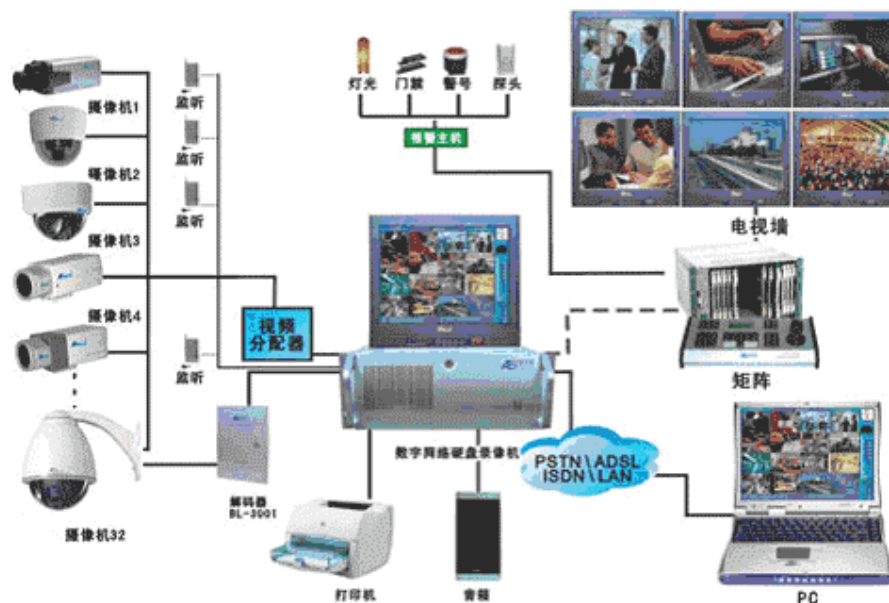 灯光
门禁
警号
探头
报警主机
摄像机1
摄像机2
摄像机3
摄像机4
摄像机32
监听
监听
监听
监听
视频
分配器
电视墙
矩阵
解码器
BL-3001
数字网络硬盘录像机
PSTN\ADSL
ISDN\LAN
打印机
音箱
PC